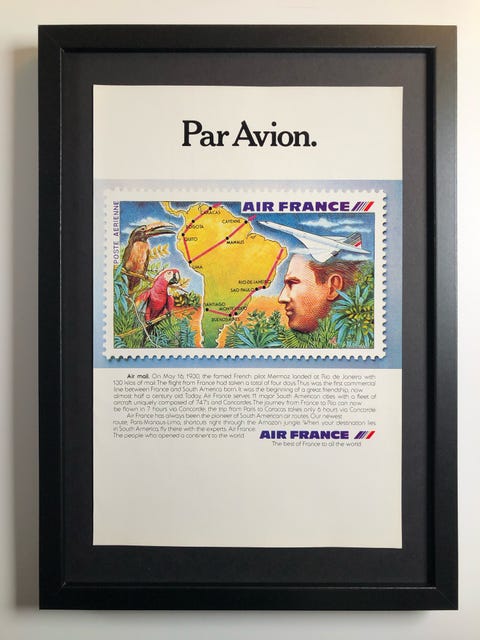 Par Avion.
AIR FRANCE
POSTE AERIENNE
CARACAS
CAYENNE
BOGOTA
QUITO
MANAUS
LIMA
RIO-DE-JANEIRO
SAO PAULO
SANTIAGO
MONTEVIDEO
BUENOS AIRES
Air mail. On May 16, 1930, the famed French pilot Mermoz landed at Rio de Janeiro with
130 kilos of mail. The flight from France had taken a total of four days. Thus was the first commercial
line between France and South America born. It was the beginning of a great friendship, now
almost half a century old. Today, Air France serves 11 major South American cities with a fleet of
aircraft uniquely composed of 747's and Concordes. The journey from France to Rio can now
be flown in 7 hours via Concorde; the trip from Paris to Caracas takes only 6 hours via Concorde.
Air France has always been the pioneer of South American air routes. Our newest
route, Paris-Manaus-Lima, shortcuts right through the Amazon jungle. When your destination lies
in South America, fly there with the experts. Air France.
The people who opened a continent to the world.
AIR FRANCE
The best of France to all the world